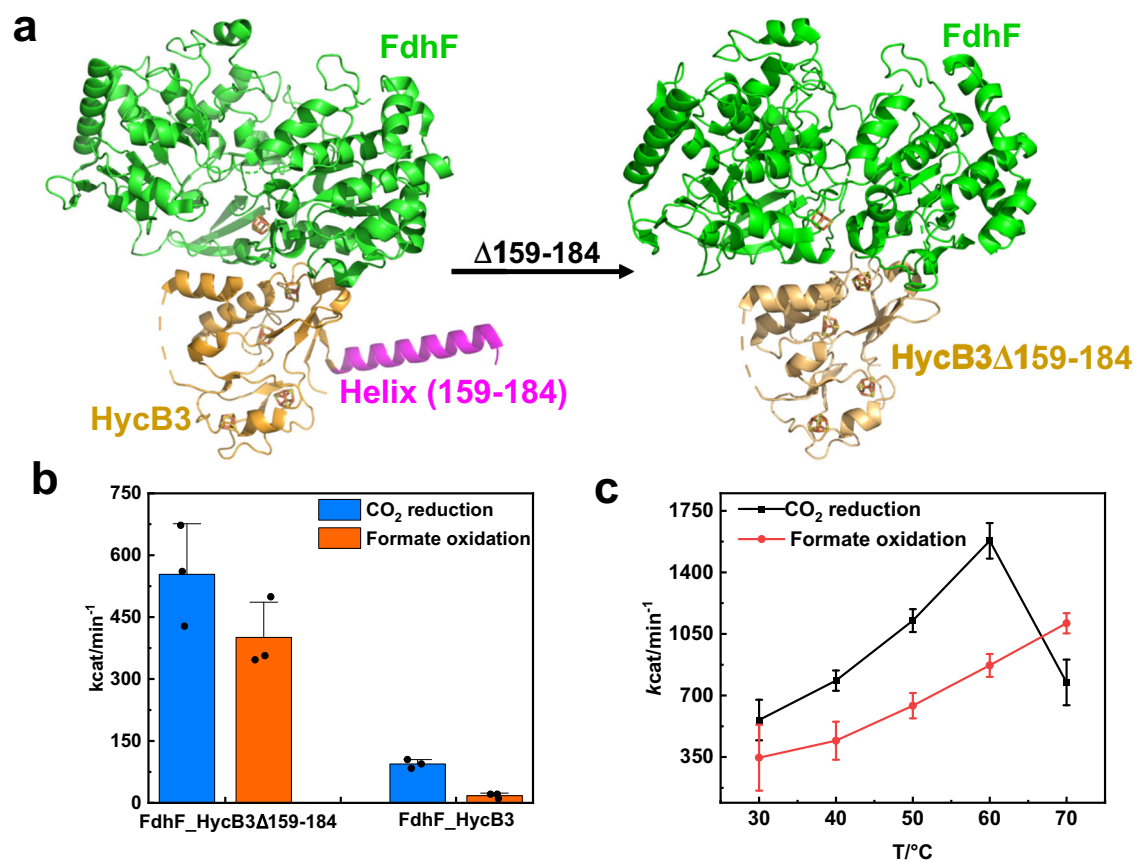 a
FdhF
FdhF
Δ159-184
HycB3
Helix (159-184)
HycB3Δ159-184
b
750
600
450
300
150
0
kcat/min⁻¹
CO₂ reduction
Formate oxidation
FdhF_HycB3Δ159-184
FdhF_HycB3
c
1750
1400
1050
700
350
kcat/min⁻¹
CO₂ reduction
Formate oxidation
30
40
50
60
70
T/°C